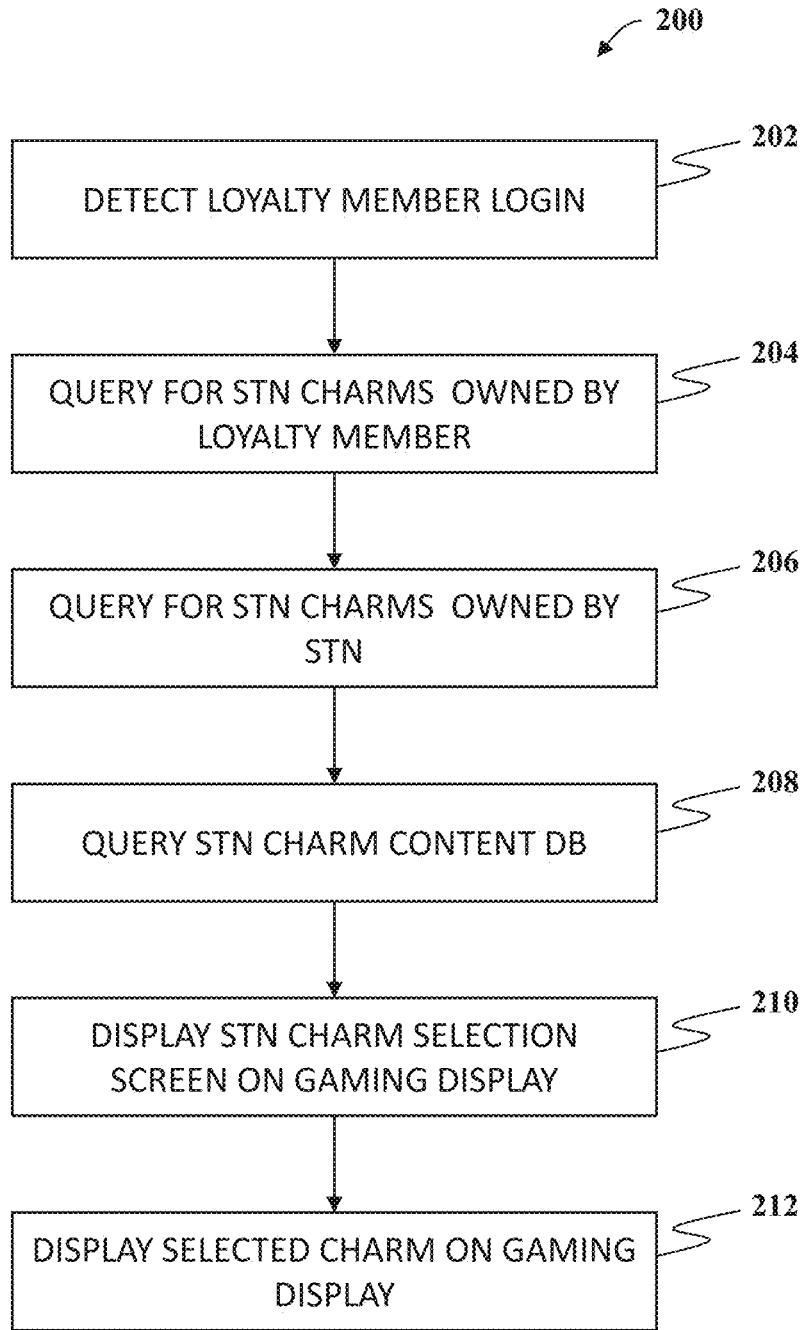 200
202
DETECT LOYALTY MEMBER LOGIN
204
QUERY FOR STN CHARMS OWNED BY
LOYALTY MEMBER
206
QUERY FOR STN CHARMS OWNED BY
STN
208
QUERY STN CHARM CONTENT DB
210
DISPLAY STN CHARM SELECTION
SCREEN ON GAMING DISPLAY
212
DISPLAY SELECTED CHARM ON GAMING
DISPLAY